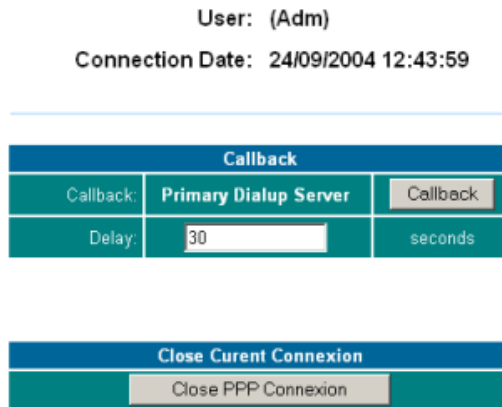 User: (Adm)
Connection Date: 24/09/2004 12:43:59
Callback
Callback: Primary Dialup Server Callback
Delay: 30 seconds
Close Curent Connexion
Close PPP Connexion